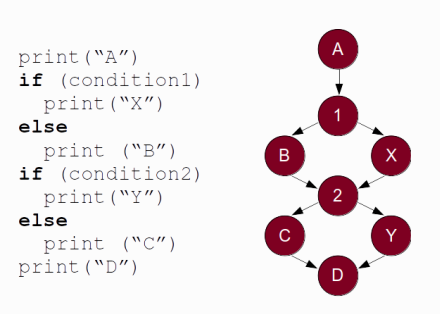 print(“A”)
if (condition1)
print(“X”)
else
print (“B”)
if (condition2)
print(“Y”)
else
print (“C”)
print(“D”)
A
1
B X
2
C Y
D